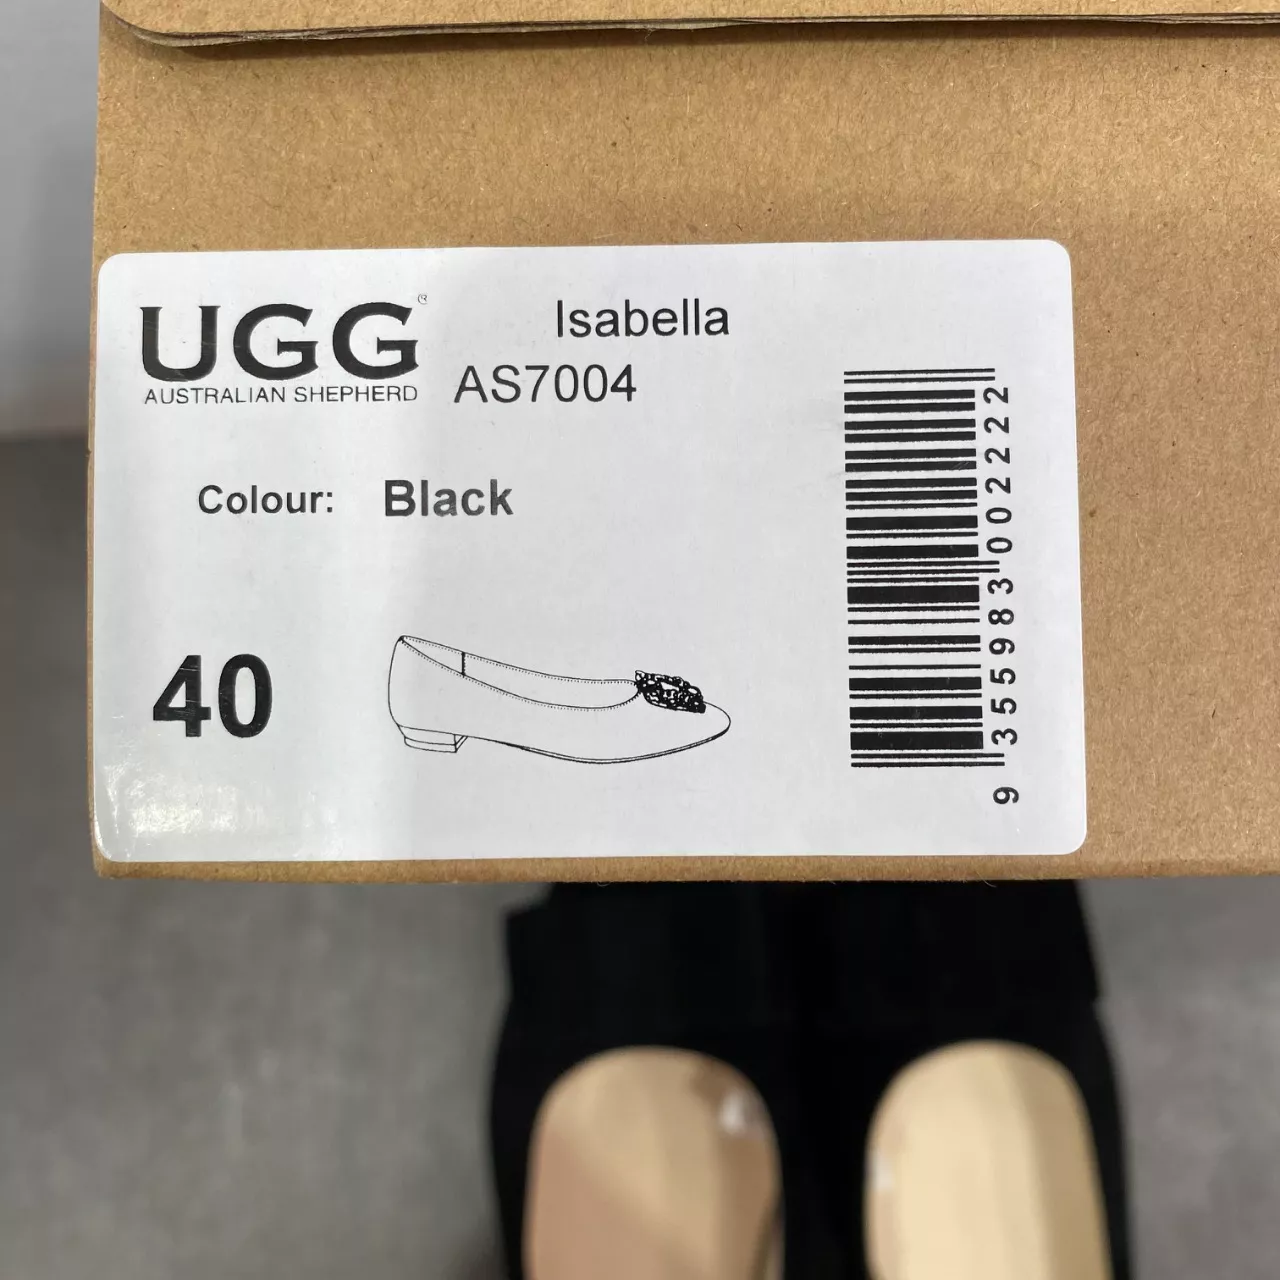 UGG®
AUSTRALIAN SHEPHERD
Isabella
AS7004
Colour: Black
40
9 355983 002222